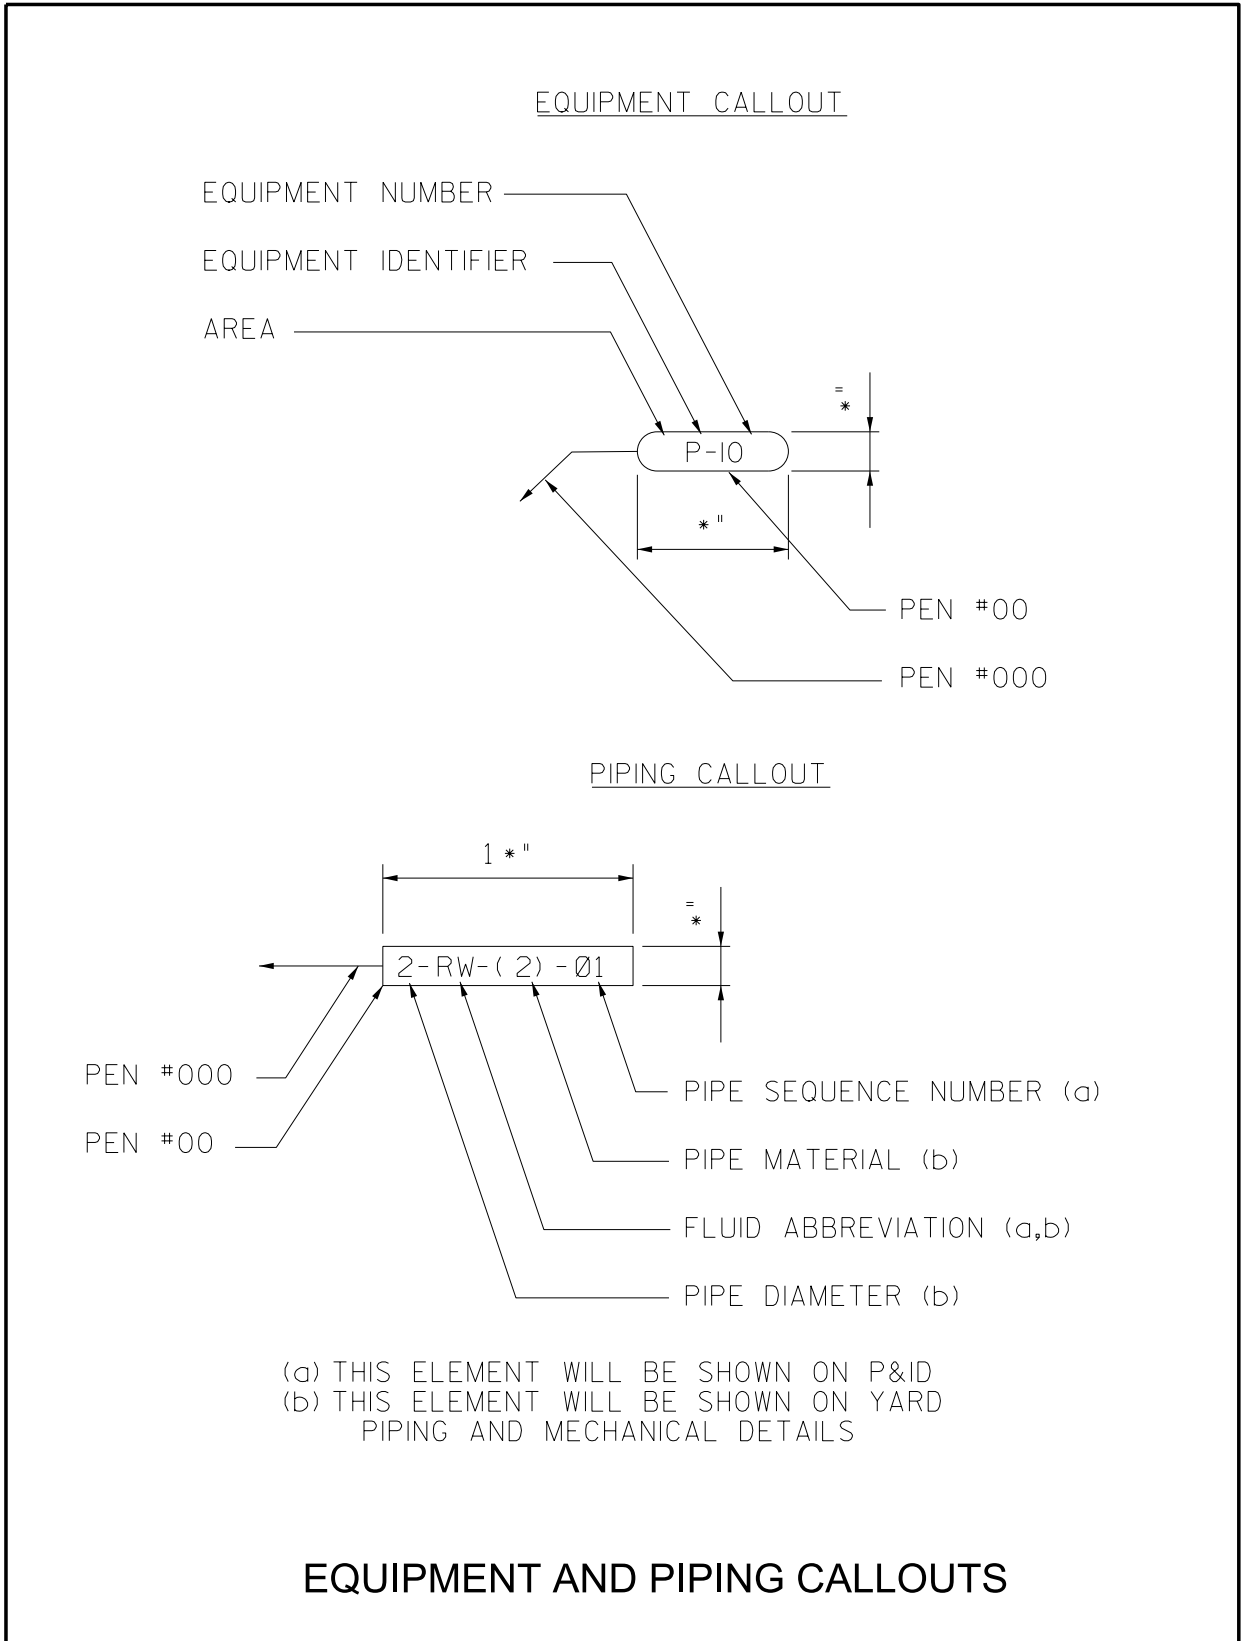 EQUIPMENT CALLOUT
EQUIPMENT NUMBER
EQUIPMENT IDENTIFIER
AREA
=
*
P-10
*"
PEN #00
PEN #000
PIPING CALLOUT
1 *"
=
*
2-RW-(2)-Ø1
PEN #000
PEN #00
PIPE SEQUENCE NUMBER (a)
PIPE MATERIAL (b)
FLUID ABBREVIATION (a,b)
PIPE DIAMETER (b)
(a) THIS ELEMENT WILL BE SHOWN ON P&ID
(b) THIS ELEMENT WILL BE SHOWN ON YARD
PIPING AND MECHANICAL DETAILS
EQUIPMENT AND PIPING CALLOUTS